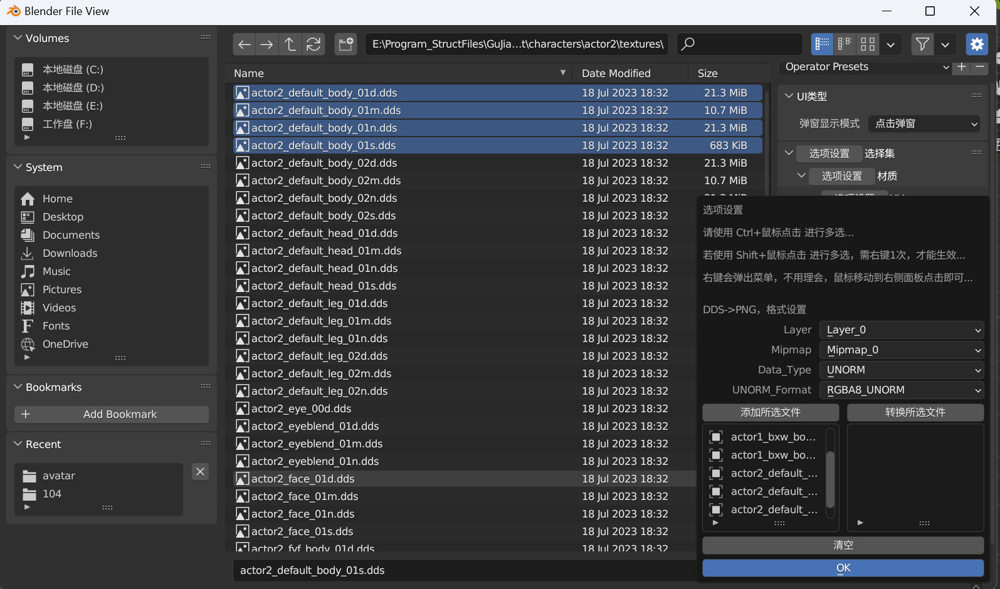 Blender File View
Volumes
本地磁盘 (C:)
本地磁盘 (D:)
本地磁盘 (E:)
工作盘 (F:)
System
Home
Desktop
Documents
Downloads
Music
Pictures
Videos
Fonts
OneDrive
Bookmarks
Add Bookmark
Recent
avatar
104
E:\Program_StructFiles\GuJia…t\characters\actor2\textures\
Name Date Modified Size
actor2_default_body_01d.dds 18 Jul 2023 18:32 21.3 MiB
actor2_default_body_01m.dds 18 Jul 2023 18:32 10.7 MiB
actor2_default_body_01n.dds 18 Jul 2023 18:32 21.3 MiB
actor2_default_body_01s.dds 18 Jul 2023 18:32 683 KiB
actor2_default_body_02d.dds 18 Jul 2023 18:32 21.3 MiB
actor2_default_body_02m.dds 18 Jul 2023 18:32 10.7 MiB
actor2_default_body_02n.dds 18 Jul 2023 18:32
actor2_default_body_02s.dds 18 Jul 2023 18:32
actor2_default_head_01d.dds 18 Jul 2023 18:32
actor2_default_head_01m.dds 18 Jul 2023 18:32
actor2_default_head_01n.dds 18 Jul 2023 18:32
actor2_default_head_01s.dds 18 Jul 2023 18:32
actor2_default_leg_01d.dds 18 Jul 2023 18:32
actor2_default_leg_01m.dds 18 Jul 2023 18:32
actor2_default_leg_01n.dds 18 Jul 2023 18:32
actor2_default_leg_02d.dds 18 Jul 2023 18:32
actor2_default_leg_02m.dds 18 Jul 2023 18:32
actor2_default_leg_02n.dds 18 Jul 2023 18:32
actor2_eye_00d.dds 18 Jul 2023 18:32
actor2_eyeblend_01d.dds 18 Jul 2023 18:32
actor2_eyeblend_01m.dds 18 Jul 2023 18:32
actor2_eyeblend_01n.dds 18 Jul 2023 18:32
actor2_face_01d.dds 18 Jul 2023 18:32
actor2_face_01m.dds 18 Jul 2023 18:32
actor2_face_01n.dds 18 Jul 2023 18:32
actor2_face_01s.dds 18 Jul 2023 18:32
actor2_fyf_body_01d.dds 18 Jul 2023 18:32
actor2_default_body_01s.dds
Operator Presets
UI类型
弹窗显示模式 点击弹窗
选项设置 选择集
选项设置 材质
选项设置
请使用 Ctrl+鼠标点击 进行多选...
若使用 Shift+鼠标点击 进行多选，需右键1次，才能生效...
右键会弹出菜单，不用理会，鼠标移动到右侧面板点击即可...
DDS->PNG，格式设置
Layer Layer_0
Mipmap Mipmap_0
Data_Type UNORM
UNORM_Format RGBA8_UNORM
添加所选文件 转换所选文件
actor1_bxw_bo...
actor1_bxw_bo...
actor2_default_...
actor2_default_...
actor2_default_...
清空
OK